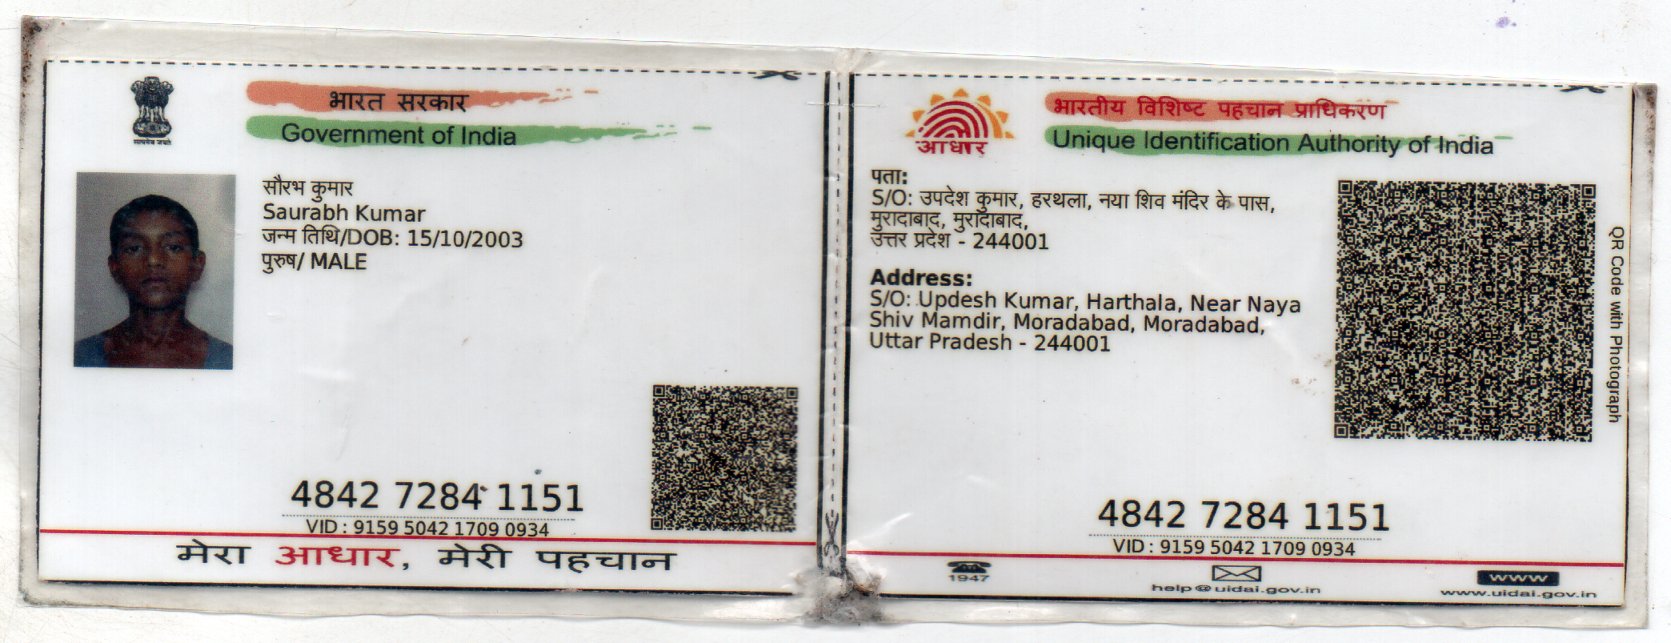 भारत सरकार
Government of India
सत्यमेव जयते
सौरभ कुमार
Saurabh Kumar
जन्म तिथि/DOB: 15/10/2003
पुरुष/ MALE
4842 7284 1151
VID : 9159 5042 1709 0934
मेरा आधार, मेरी पहचान
भारतीय विशिष्ट पहचान प्राधिकरण
Unique Identification Authority of India
आधार
पता:
S/O: उपदेश कुमार, हरथला, नया शिव मंदिर के पास,
मुरादाबाद, मुरादाबाद,
उत्तर प्रदेश - 244001
Address:
S/O: Updesh Kumar, Harthala, Near Naya
Shiv Mamdir, Moradabad, Moradabad,
Uttar Pradesh - 244001
QR Code with Photograph
4842 7284 1151
VID : 9159 5042 1709 0934
1947
help@uidai.gov.in
www
www.uidai.gov.in